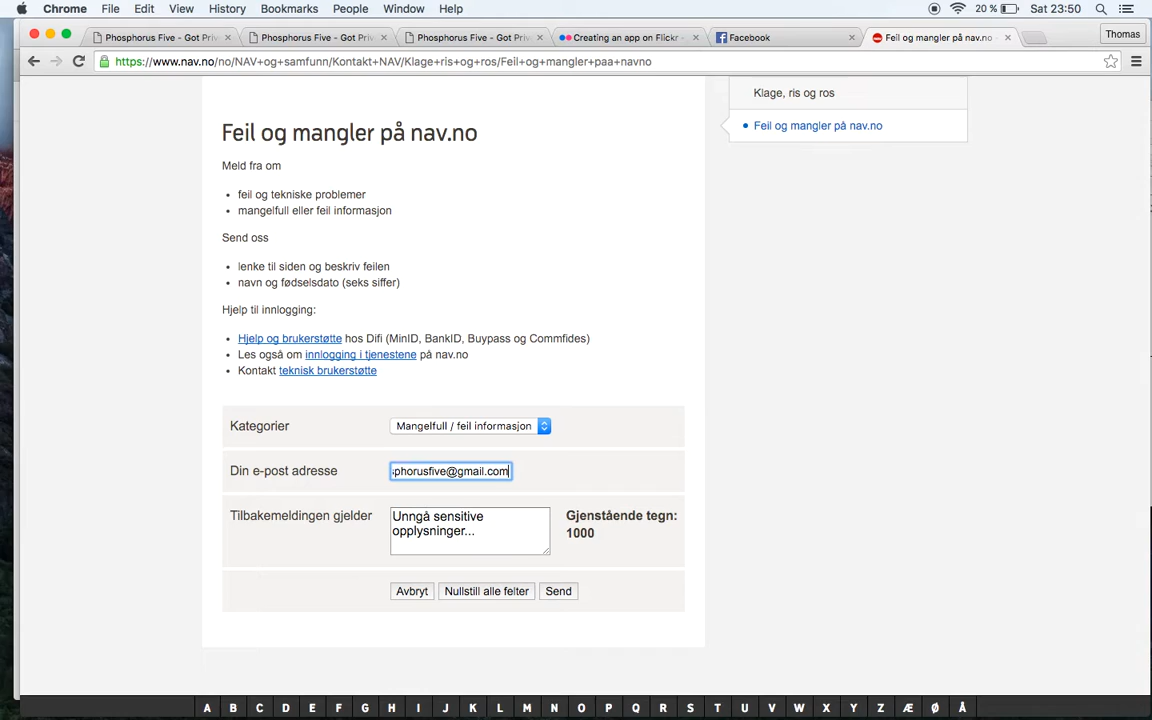 Chrome File Edit View History Bookmarks People Window Help 20 % Sat 23:50
Phosphorus Five - Got Priv Phosphorus Five - Got Priv Phosphorus Five - Got Priv Creating an app on Flickr - Facebook Feil og mangler på nav.no - Thomas
https://www.nav.no/no/NAV+og+samfunn/Kontakt+NAV/Klage+ris+og+ros/Feil+og+mangler+paa+navno
Klage, ris og ros
Feil og mangler på nav.no
Feil og mangler på nav.no
Meld fra om
• feil og tekniske problemer
• mangelfull eller feil informasjon
Send oss
• lenke til siden og beskriv feilen
• navn og fødselsdato (seks siffer)
Hjelp til innlogging:
• Hjelp og brukerstøtte hos Difi (MinID, BankID, Buypass og Commfides)
• Les også om innlogging i tjenestene på nav.no
• Kontakt teknisk brukerstøtte
Kategorier Mangelfull / feil informasjon
Din e-post adresse phorusfive@gmail.com
Tilbakemeldingen gjelder Unngå sensitive opplysninger... Gjenstående tegn: 1000
Avbryt Nullstill alle felter Send
A B C D E F G H I J K L M N O P Q R S T U V W X Y Z Æ Ø Å